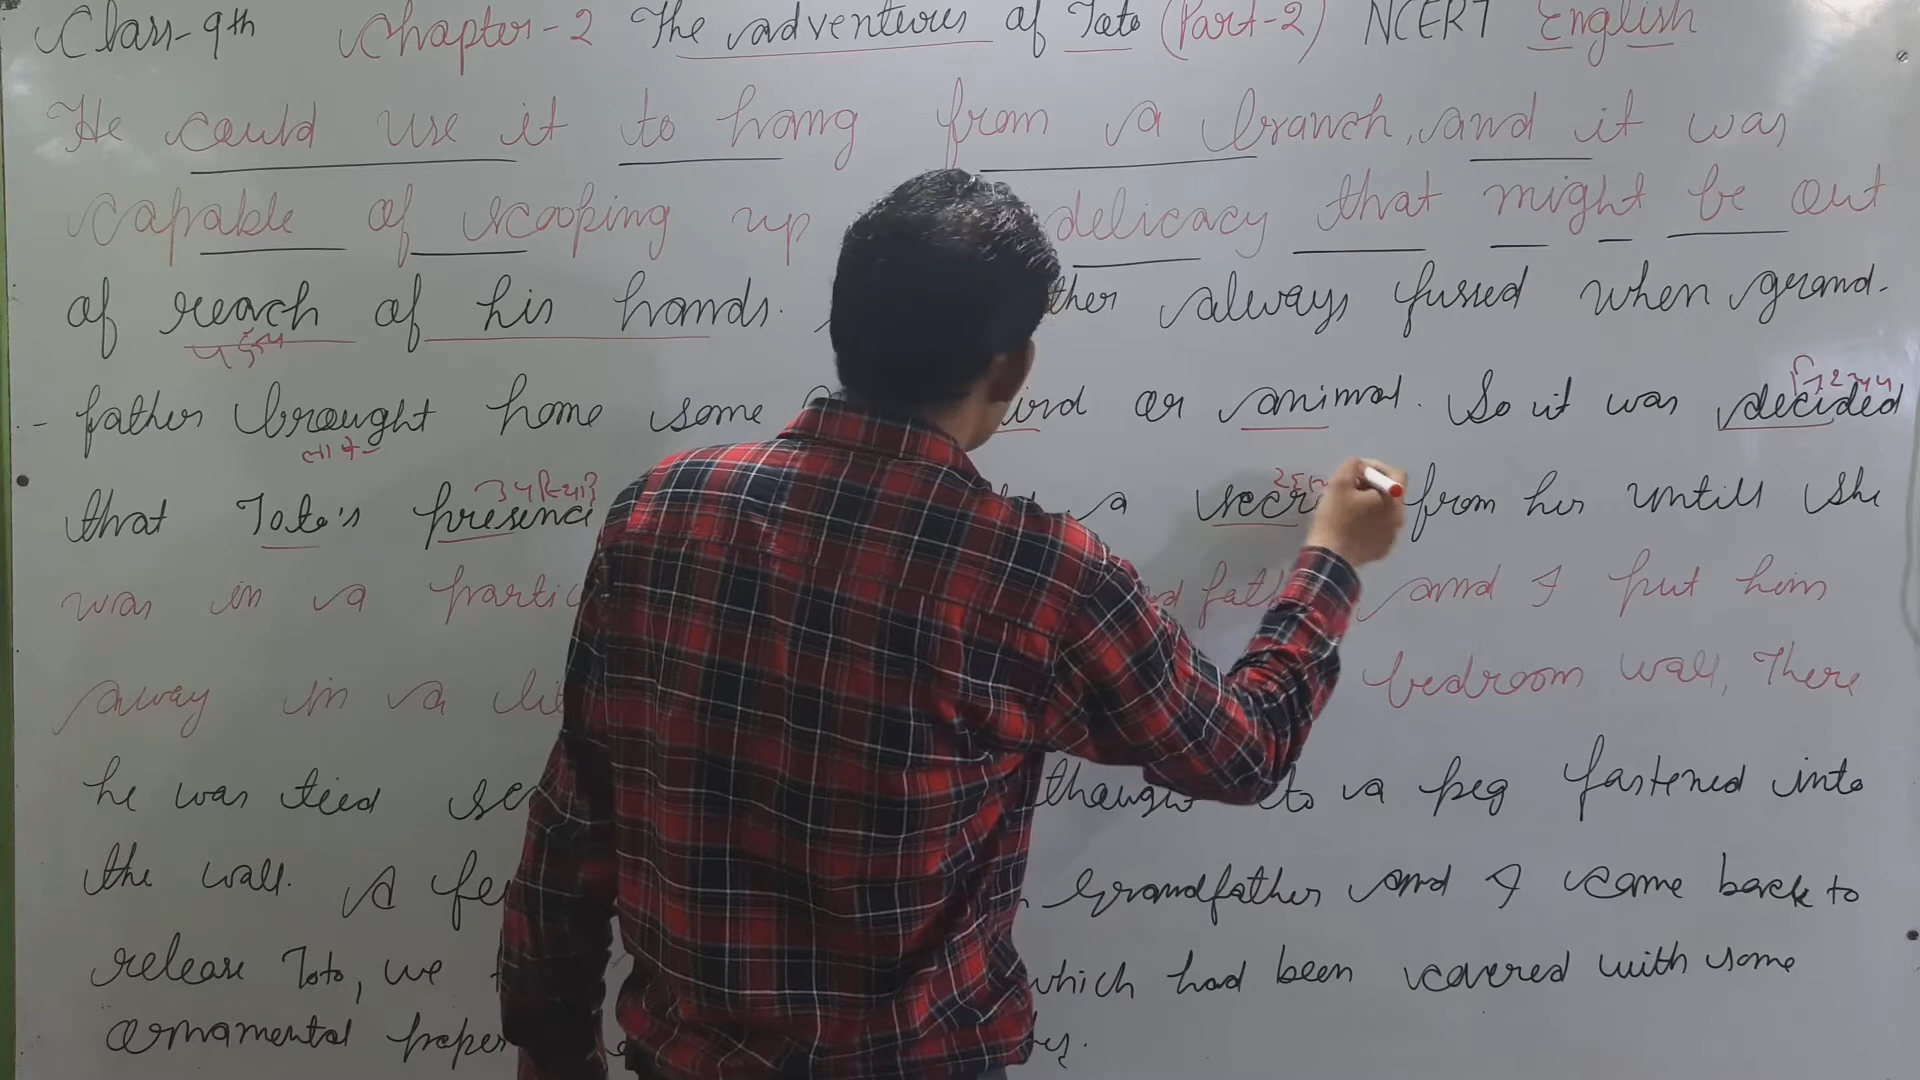 Class-9th Chapter-2 The adventures of Toto (Part-2) NCERT English
He could use it to hang from a branch, and it was
capable of scooping up delicacy that might be out
of reach of his hands. ther always fussed when grand-
पहुँच
- father brought home some ird or animal. So it was decided
लाते
that Toto's presenc a secr from her untill she
was in a partic nd fath and I put him
away in a li bedroom wall, There
he was tied se thought to a peg fastened into
the wall. A fe Grandfather and I came back to
release Toto, we which had been covered with some
ornamental paper